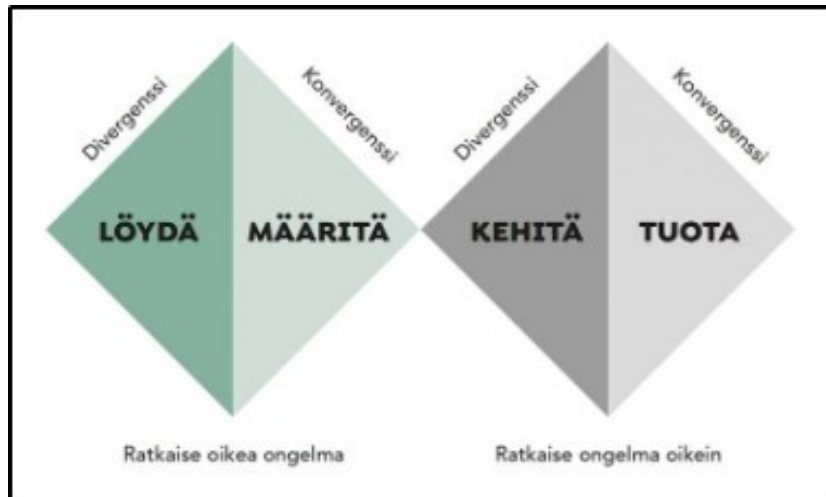 Divergenssi
Konvergenssi
Divergenssi
Konvergenssi
LÖYDÄ
MÄÄRITÄ
KEHITÄ
TUOTA
Ratkaise oikea ongelma
Ratkaise ongelma oikein